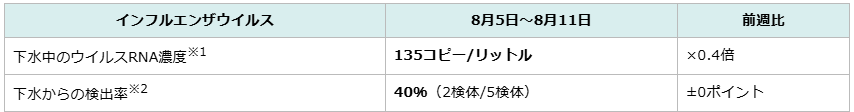 インフルエンザウイルス 8月5日～8月11日 前週比
下水中のウイルスRNA濃度※1 135コピー/リットル ×0.4倍
下水からの検出率※2 40%（2検体/5検体） ±0ポイント